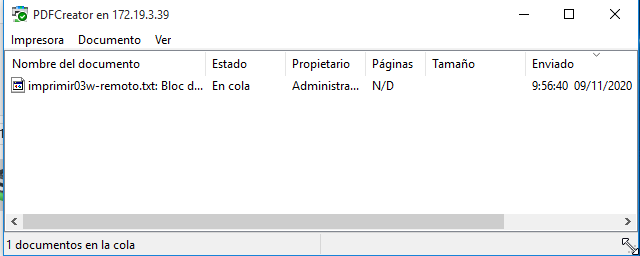 PDFCreator en 172.19.3.39
Impresora Documento Ver
Nombre del documento Estado Propietario Páginas Tamaño Enviado
imprimir03w-remoto.txt: Bloc d... En cola Administra... N/D 9:56:40 09/11/2020
1 documentos en la cola